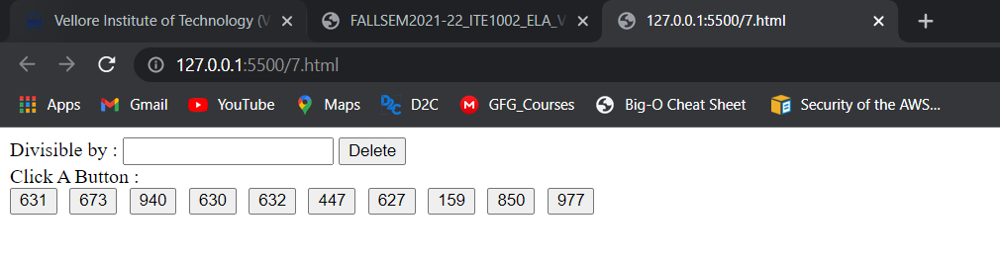 Vellore Institute of Technology (V FALLSEM2021-22_ITE1002_ELA_V 127.0.0.1:5500/7.html
127.0.0.1:5500/7.html
Apps Gmail YouTube Maps D2C GFG_Courses Big-O Cheat Sheet Security of the AWS...
Divisible by : Delete
Click A Button :
631 673 940 630 632 447 627 159 850 977